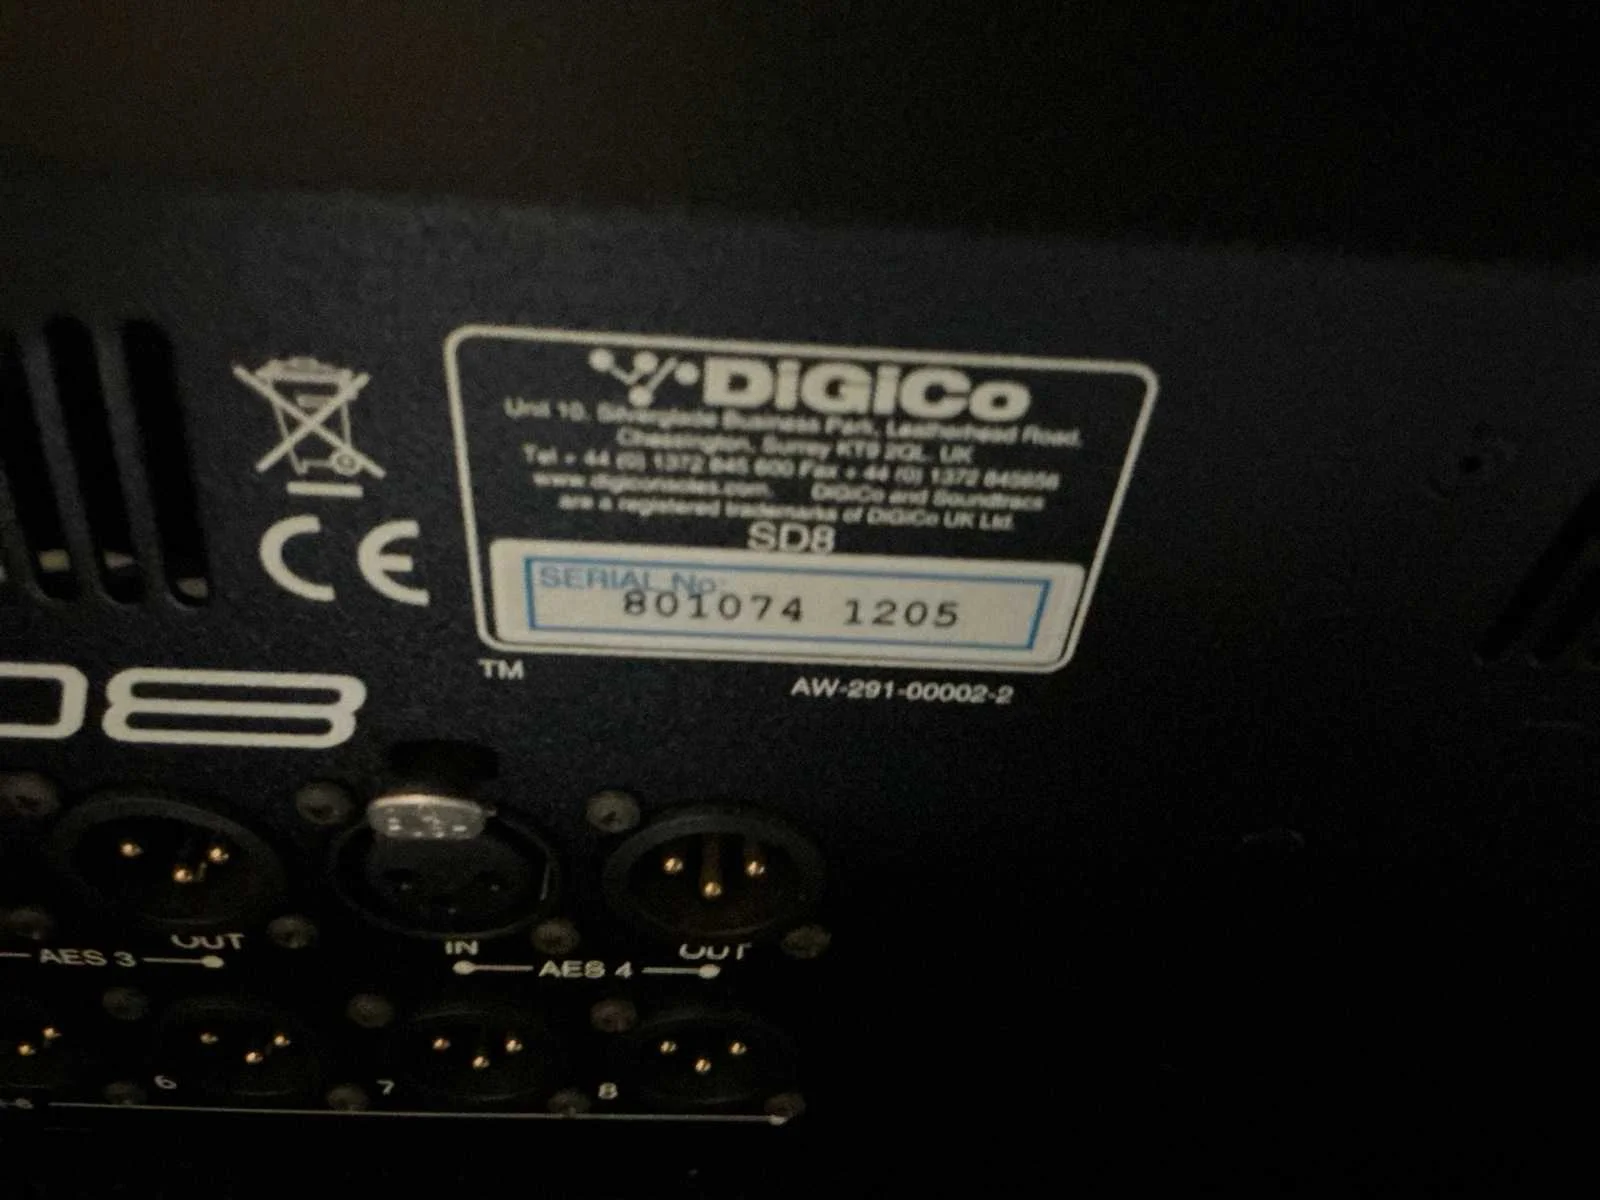 DiGiCo
Unit 10, Silverglade Business Park, Leatherhead Road,
Chessington, Surrey KT9 2QL. UK
Tel + 44 (0) 1372 845 600 Fax + 44 (0) 1372 845656
www.digiconsoles.com. DiGiCo and Soundtracs
are a registered trademarks of DiGiCo UK Ltd.
SD8
SERIAL No:
801074 1205
CE
TM
AW-291-00002-2
D8
OUT
IN
OUT
AES 3
AES 4
6
7
8